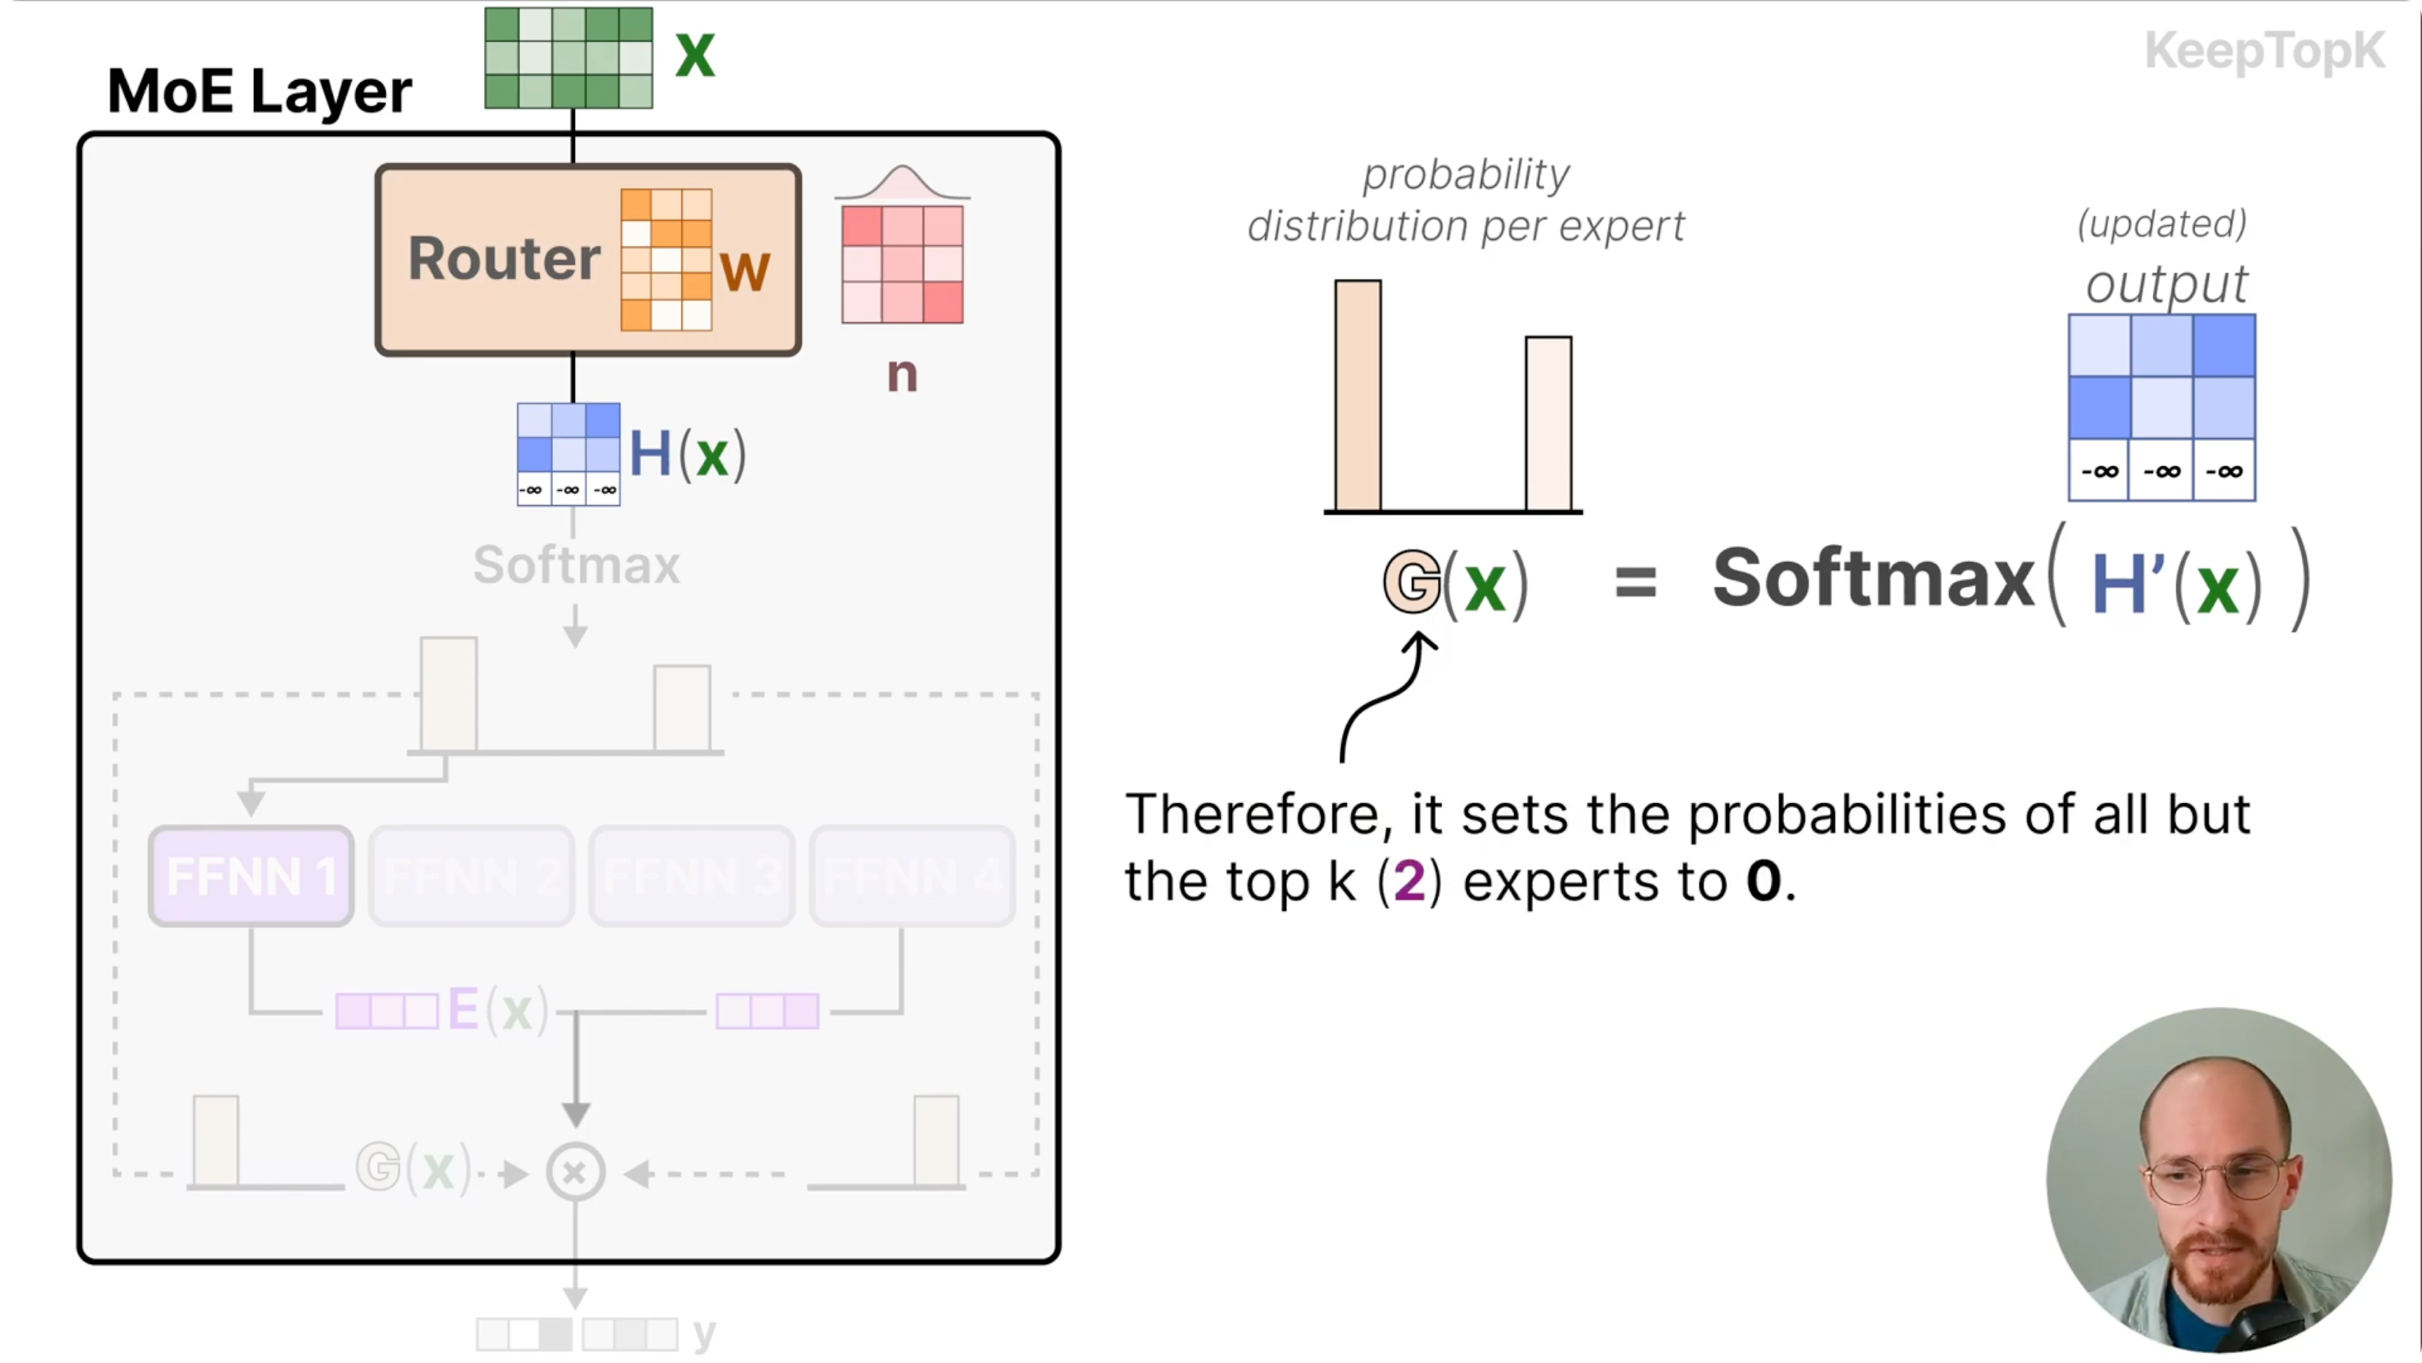 KeepTopK
MoE Layer
X
Router
W
n
H(x)
-∞ -∞ -∞
Softmax
FFNN 1
FFNN 2
FFNN 3
FFNN 4
E(x)
G(x)
y
probability
distribution per expert
(updated)
output
-∞ -∞ -∞
G(x) = Softmax( H’(x) )
Therefore, it sets the probabilities of all but
the top k (2) experts to 0.